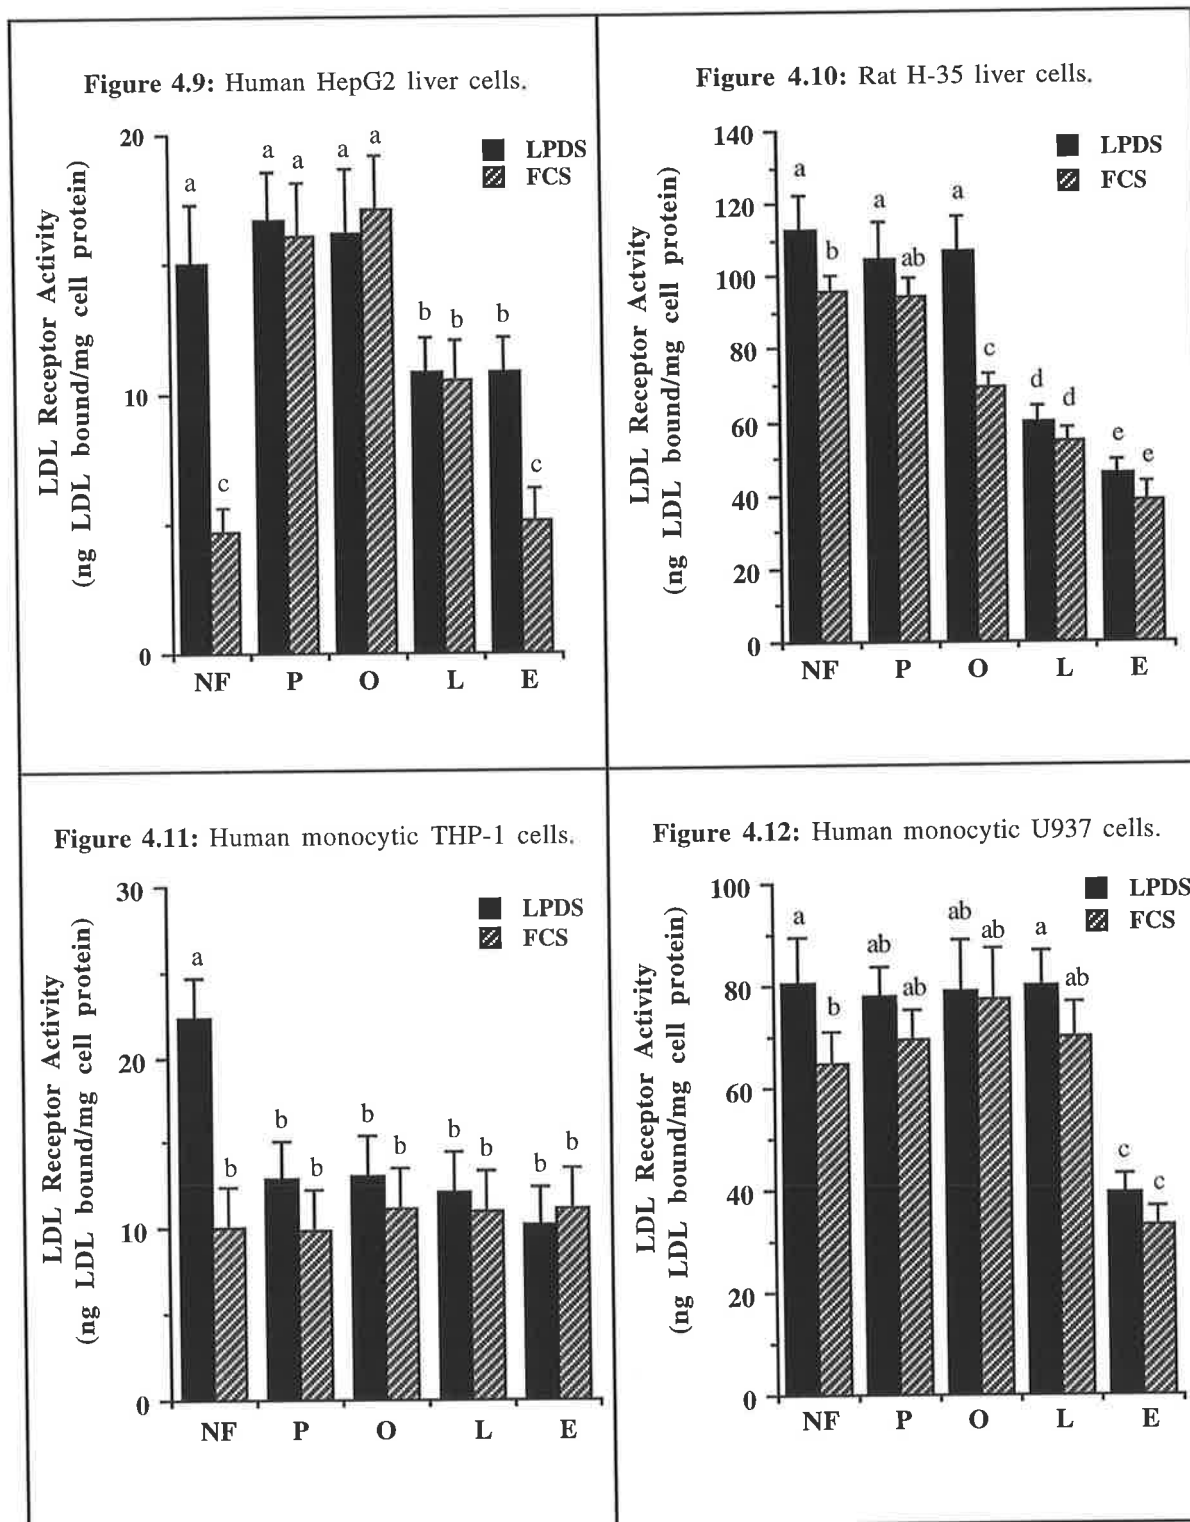 Figure 4.9: Human HepG2 liver cells.
LDL Receptor Activity
(ng LDL bound/mg cell protein)
20
10
0
a
c
a
a
a
a
b
b
b
c
LPDS
FCS
NF P O L E
Figure 4.10: Rat H-35 liver cells.
LDL Receptor Actvity
(ng LDL bound/mg cell protein)
140
120
100
80
60
40
20
0
a
b
a
ab
a
c
d
d
e
e
LPDS
FCS
NF P O L E
Figure 4.11: Human monocytic THP-1 cells.
LDL Receptor Activity
(ng LDL bound/mg cell protein)
30
20
10
0
a
b
b
b
b
b
b
b
b
b
LPDS
FCS
NF P O L E
Figure 4.12: Human monocytic U937 cells.
LDL Receptor Activity
(ng LDL bound/mg cell protein)
100
80
60
40
20
0
a
b
ab
ab
ab
ab
a
ab
c
c
LPDS
FCS
NF P O L E